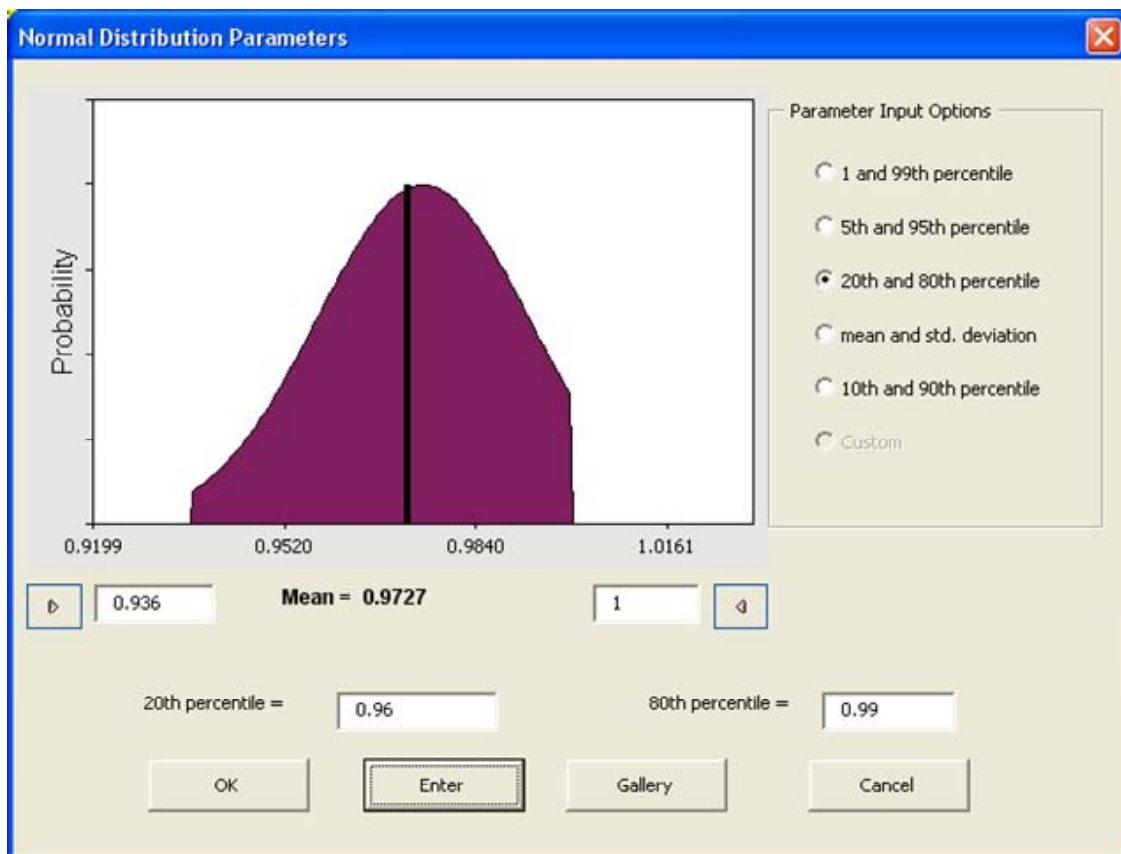 Normal Distribution Parameters
Probability
0.9199 0.9520 0.9840 1.0161
0.936
Mean = 0.9727
1
Parameter Input Options
1 and 99th percentile
5th and 95th percentile
20th and 80th percentile
mean and std. deviation
10th and 90th percentile
Custom
20th percentile = 0.96
80th percentile = 0.99
OK
Enter
Gallery
Cancel